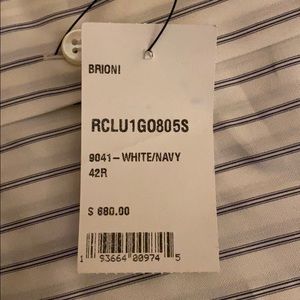 BRIONI
RCLU1G0805S
9041-WHITE/NAVY
42R
$ 680.00
1 93664 00974 5